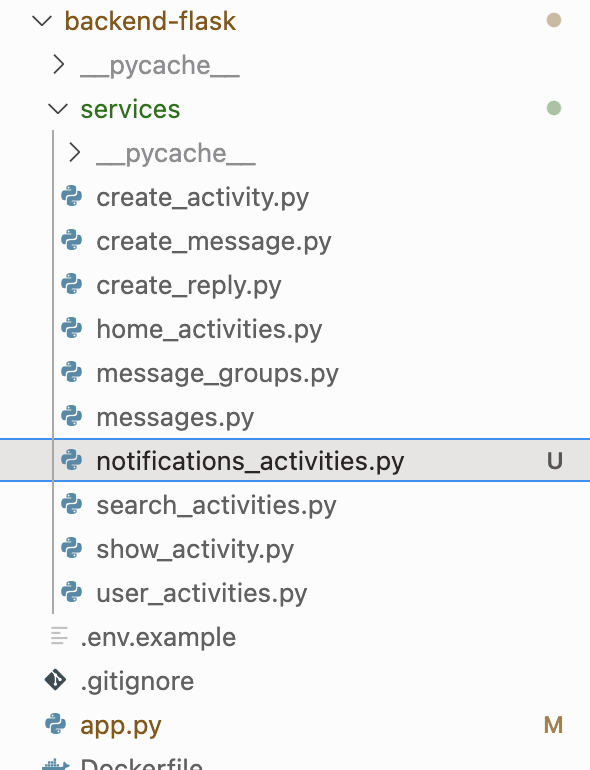 backend-flask
__pycache__
services
__pycache__
create_activity.py
create_message.py
create_reply.py
home_activities.py
message_groups.py
messages.py
notifications_activities.py U
search_activities.py
show_activity.py
user_activities.py
.env.example
.gitignore
app.py M
Dockerfile